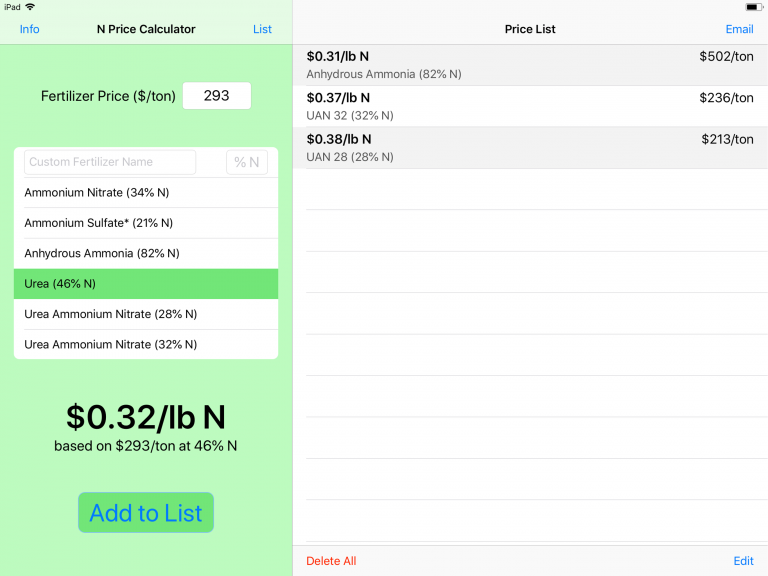 iPad
Info N Price Calculator List
Fertilizer Price ($/ton) 293
Custom Fertilizer Name % N
Ammonium Nitrate (34% N)
Ammonium Sulfate* (21% N)
Anhydrous Ammonia (82% N)
Urea (46% N)
Urea Ammonium Nitrate (28% N)
Urea Ammonium Nitrate (32% N)
$0.32/lb N
based on $293/ton at 46% N
Add to List
Price List Email
$0.31/lb N $502/ton
Anhydrous Ammonia (82% N)
$0.37/lb N $236/ton
UAN 32 (32% N)
$0.38/lb N $213/ton
UAN 28 (28% N)
Delete All Edit